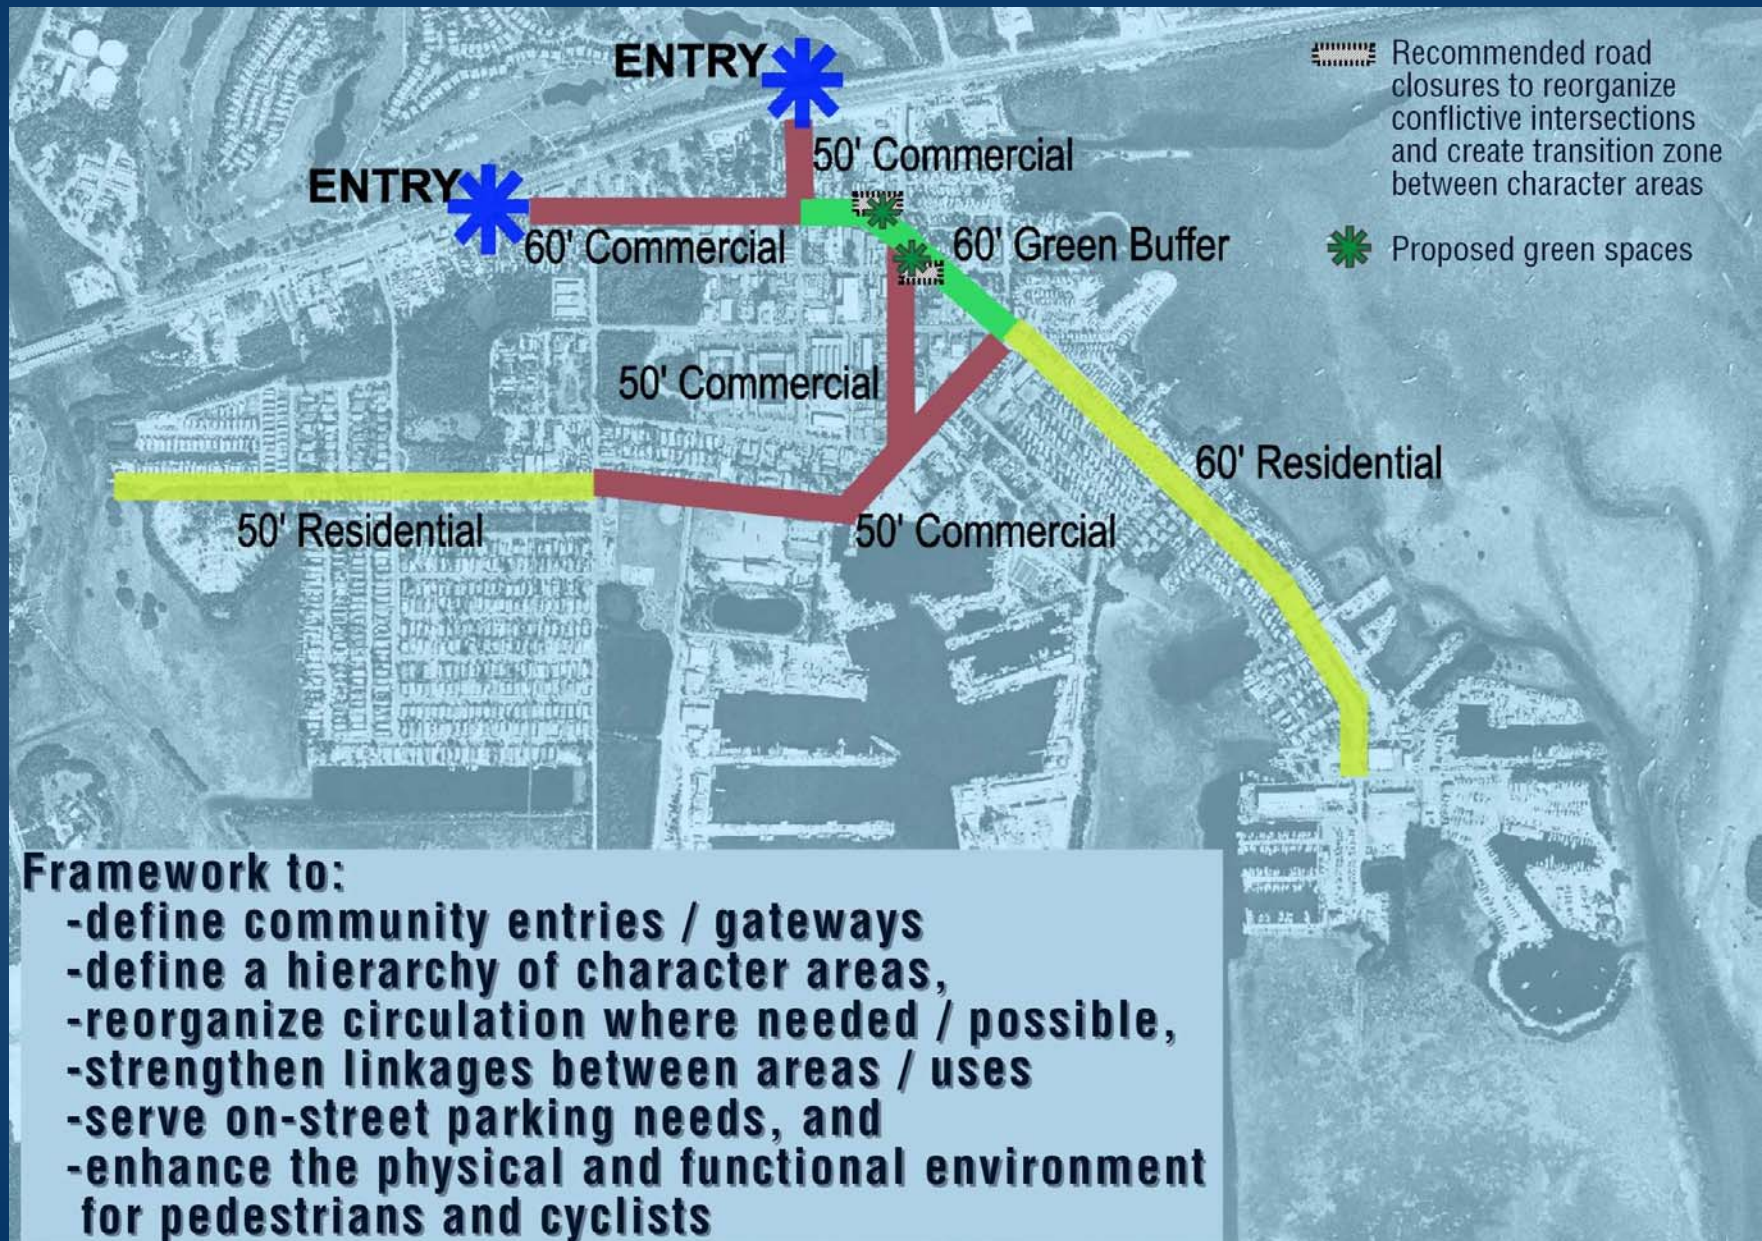 ENTRY
50' Commercial
ENTRY
60' Commercial
60' Green Buffer
50' Commercial
60' Residential
50' Residential
50' Commercial
Recommended road
closures to reorganize
conflictive intersections
and create transition zone
between character areas
Proposed green spaces
Framework to:
-define community entries / gateways
-define a hierarchy of character areas,
-reorganize circulation where needed / possible,
-strengthen linkages between areas / uses
-serve on-street parking needs, and
-enhance the physical and functional environment
for pedestrians and cyclists